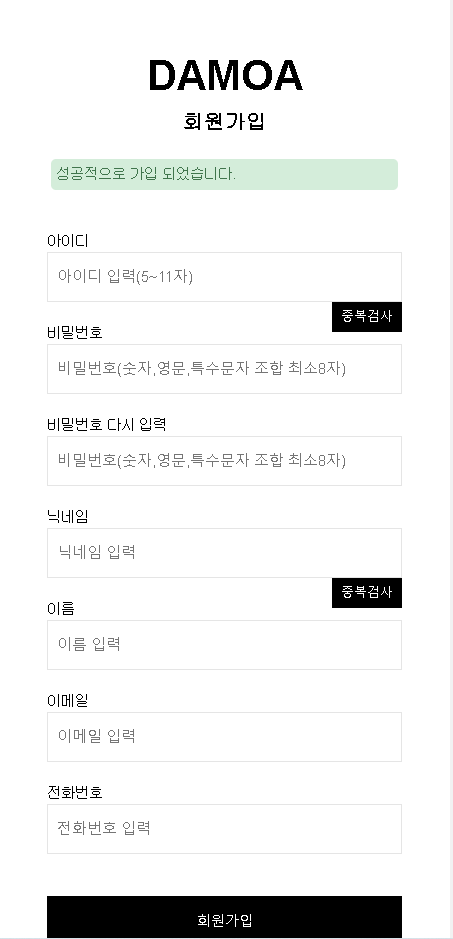 DAMOA
회원가입
성공적으로 가입 되었습니다.
아이디
아이디 입력(5~11자)
중복검사
비밀번호
비밀번호(숫자,영문,특수문자 조합 최소8자)
비밀번호 다시 입력
비밀번호(숫자,영문,특수문자 조합 최소8자)
닉네임
닉네임 입력
중복검사
이름
이름 입력
이메일
이메일 입력
전화번호
전화번호 입력
회원가입